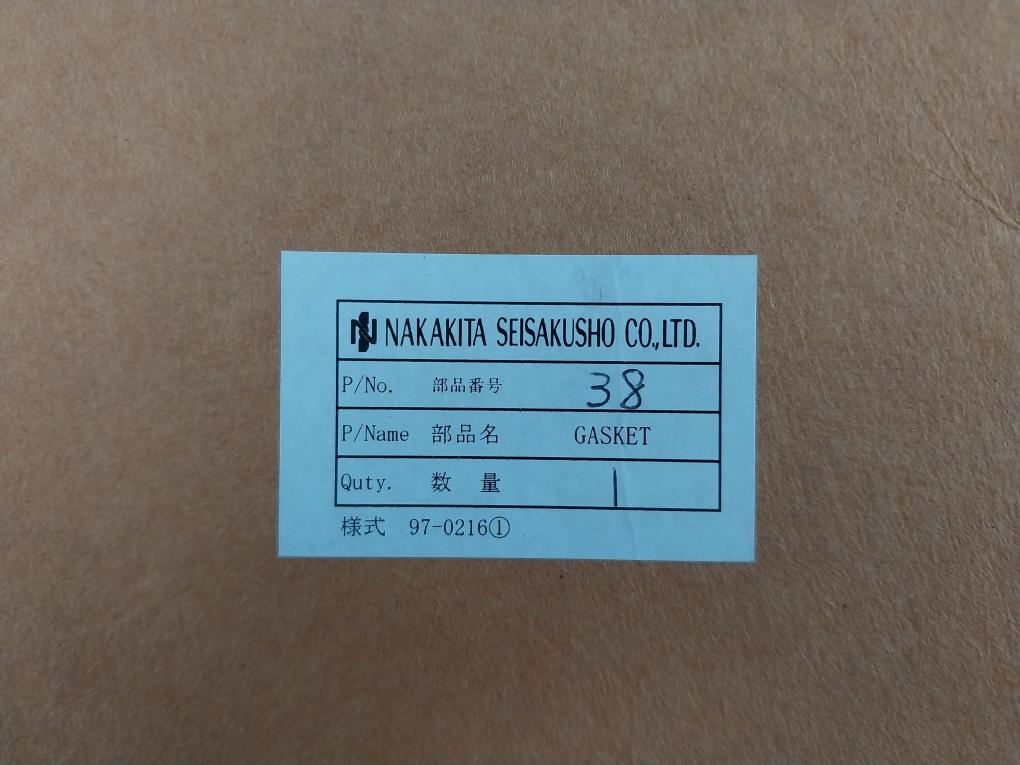 NAKAKITA SEISAKUSHO CO.,LTD.
P/No. 部品番号 38
P/Name 部品名 GASKET
Quty. 数 量 1
様式 97-0216①